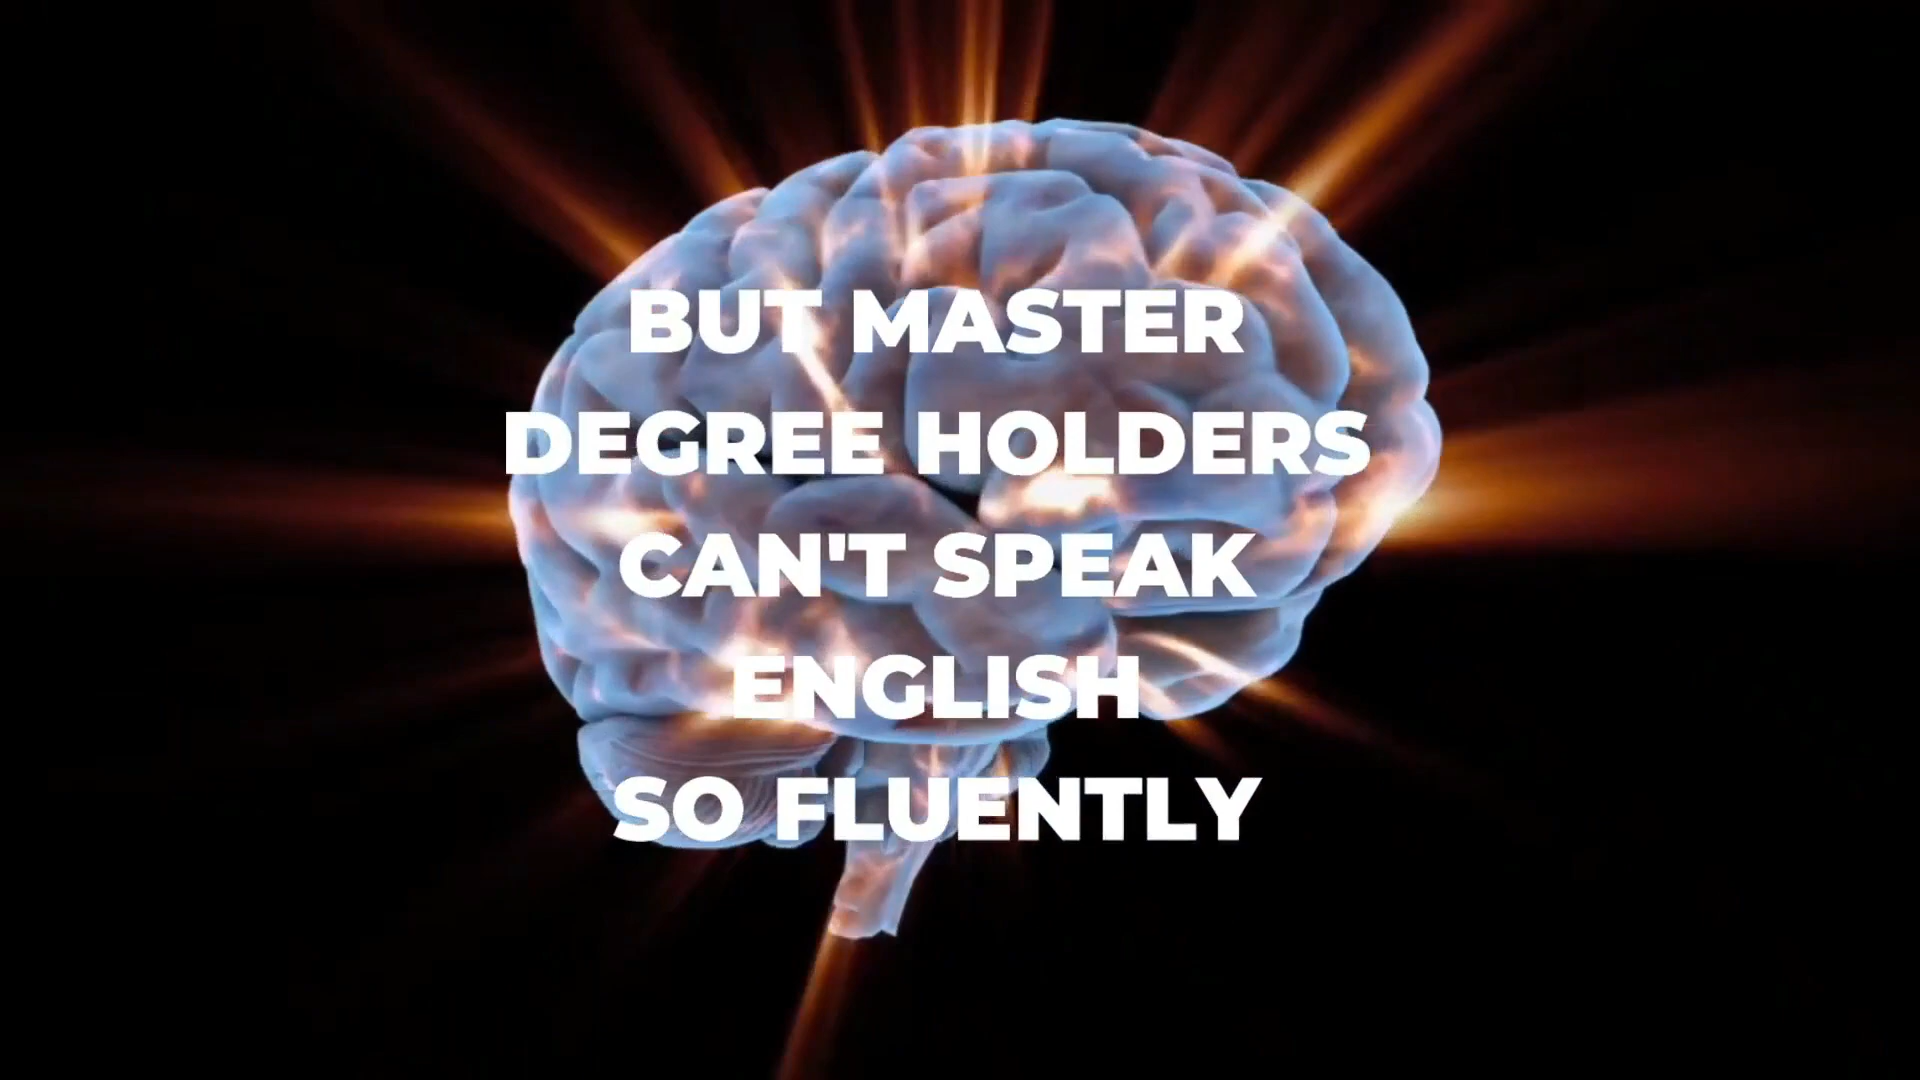 BUT MASTER
DEGREE HOLDERS
CAN'T SPEAK
ENGLISH
SO FLUENTLY